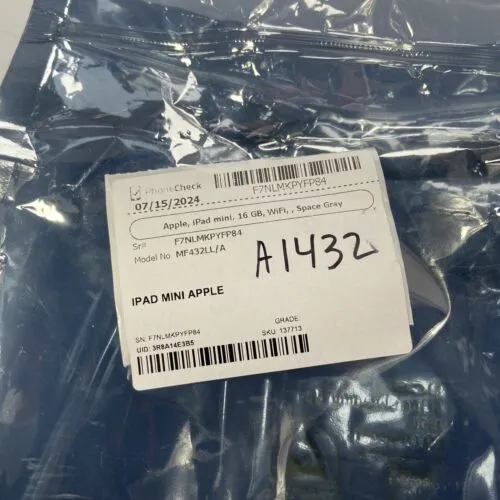 PhoneCheck
F7NLMKPYFP84
07/15/2024
Apple, iPad mini, 16 GB, WiFi, , Space Gray
Sr# F7NLMKPYFP84
Model No MF432LL/A
A1432
IPAD MINI APPLE
GRADE:
SN: F7NLMKPYFP84 SKU: 137713
UID: 3R8A14E3B5